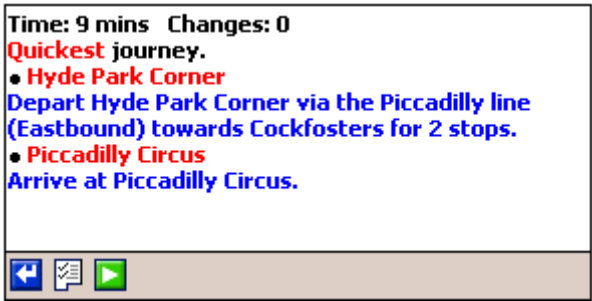 Time: 9 mins   Changes: 0
Quickest journey.
• Hyde Park Corner
Depart Hyde Park Corner via the Piccadilly line
(Eastbound) towards Cockfosters for 2 stops.
• Piccadilly Circus
Arrive at Piccadilly Circus.